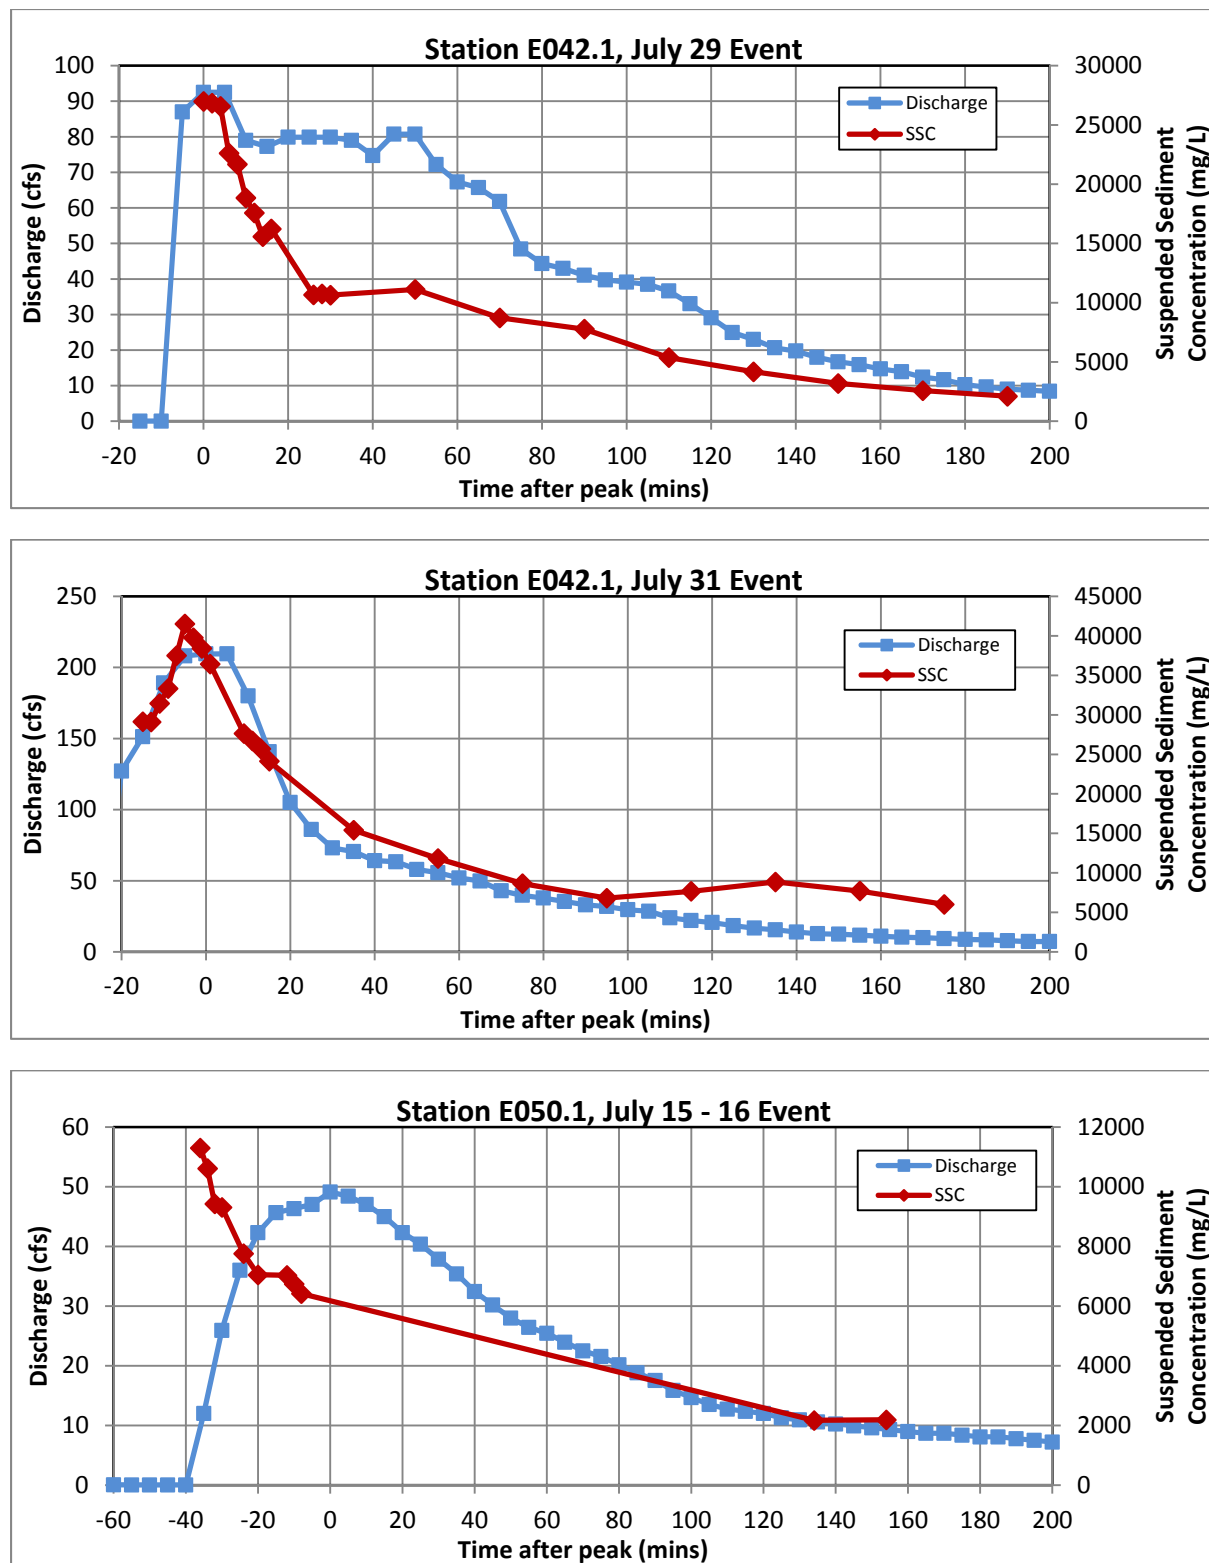 Station E042.1, July 29 Event
100
90
80
70
60
50
40
30
20
10
0
Discharge (cfs)
30000
25000
20000
15000
10000
5000
0
Suspended Sediment
Concentration (mg/L)
Discharge
SSC
-20 0 20 40 60 80 100 120 140 160 180 200
Time after peak (mins)
Station E042.1, July 31 Event
250
200
150
100
50
0
Discharge (cfs)
45000
40000
35000
30000
25000
20000
15000
10000
5000
0
Suspended Sediment
Concentration (mg/L)
Discharge
SSC
-20 0 20 40 60 80 100 120 140 160 180 200
Time after peak (mins)
Station E050.1, July 15 - 16 Event
60
50
40
30
20
10
0
Discharge (cfs)
12000
10000
8000
6000
4000
2000
0
Suspended Sediment
Concentration (mg/L)
Discharge
SSC
-60 -40 -20 0 20 40 60 80 100 120 140 160 180 200
Time after peak (mins)